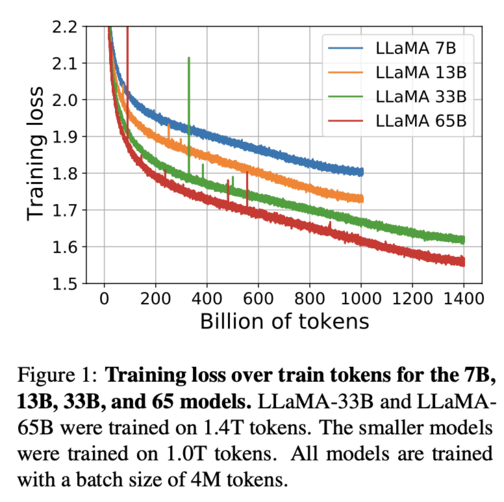 2.2
2.1
2.0
1.9
1.8
1.7
1.6
1.5
Training loss
LLaMA 7B
LLaMA 13B
LLaMA 33B
LLaMA 65B
0 200 400 600 800 1000 1200 1400
Billion of tokens
Figure 1: Training loss over train tokens for the 7B,
13B, 33B, and 65 models. LLaMA-33B and LLaMA-
65B were trained on 1.4T tokens. The smaller models
were trained on 1.0T tokens. All models are trained
with a batch size of 4M tokens.